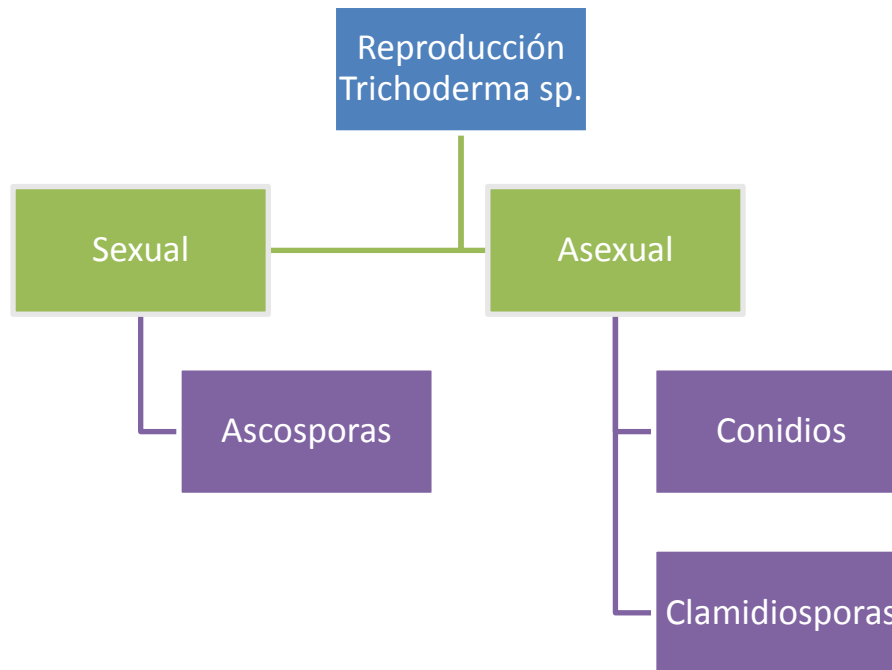 Reproducción
Trichoderma sp.
Sexual
Asexual
Ascosporas
Conidios
Clamidiosporas